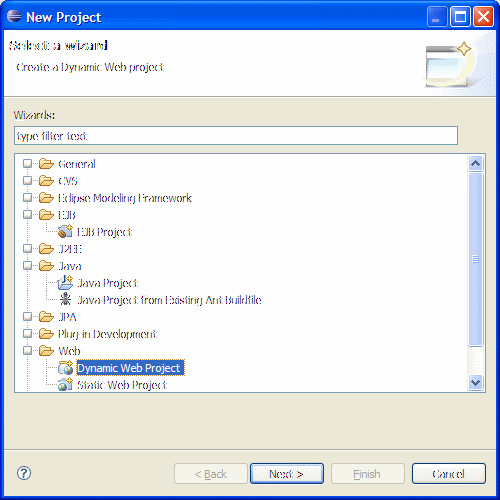 New Project
Select a wizard
Create a Dynamic Web project
Wizards:
type filter text
General
CVS
Eclipse Modeling Framework
EJB
EJB Project
J2EE
Java
Java Project
Java Project from Existing Ant Buildfile
JPA
Plug-in Development
Web
Dynamic Web Project
Static Web Project
?
< Back
Next >
Finish
Cancel